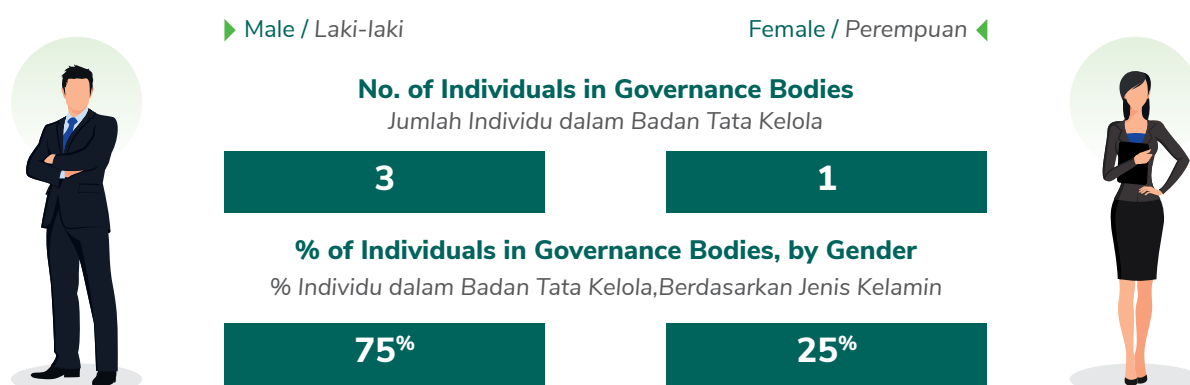 Male / Laki-laki
Female / Perempuan
No. of Individuals in Governance Bodies
Jumlah Individu dalam Badan Tata Kelola
3
1
% of Individuals in Governance Bodies, by Gender
% Individu dalam Badan Tata Kelola,Berdasarkan Jenis Kelamin
75%
25%